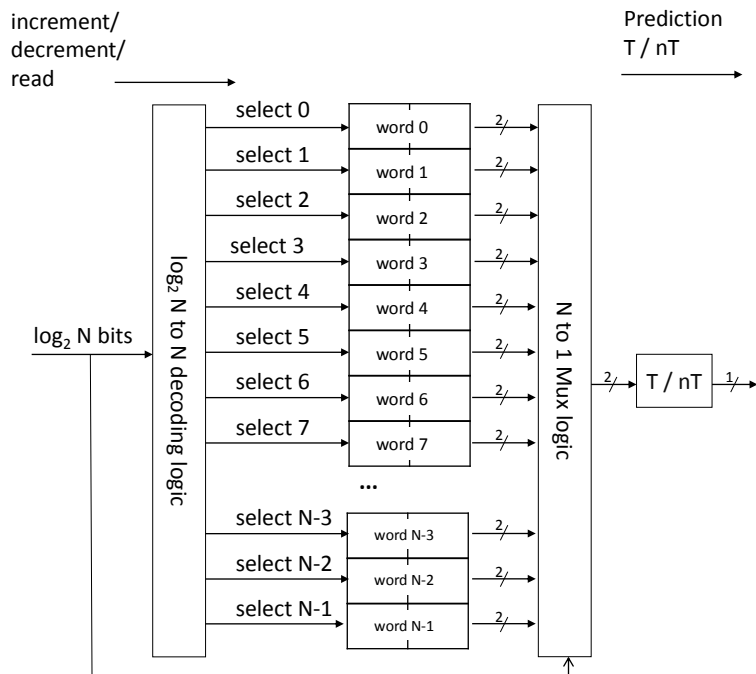 increment/
decrement/
read
Prediction
T / nT
select 0
word 0
2
select 1
word 1
2
select 2
word 2
2
select 3
word 3
2
select 4
word 4
2
select 5
word 5
2
select 6
word 6
2
select 7
word 7
2
...
select N-3
word N-3
2
select N-2
word N-2
2
select N-1
word N-1
2
log₂ N bits
log₂ N to N decoding logic
N to 1 Mux logic
2
T / nT
1